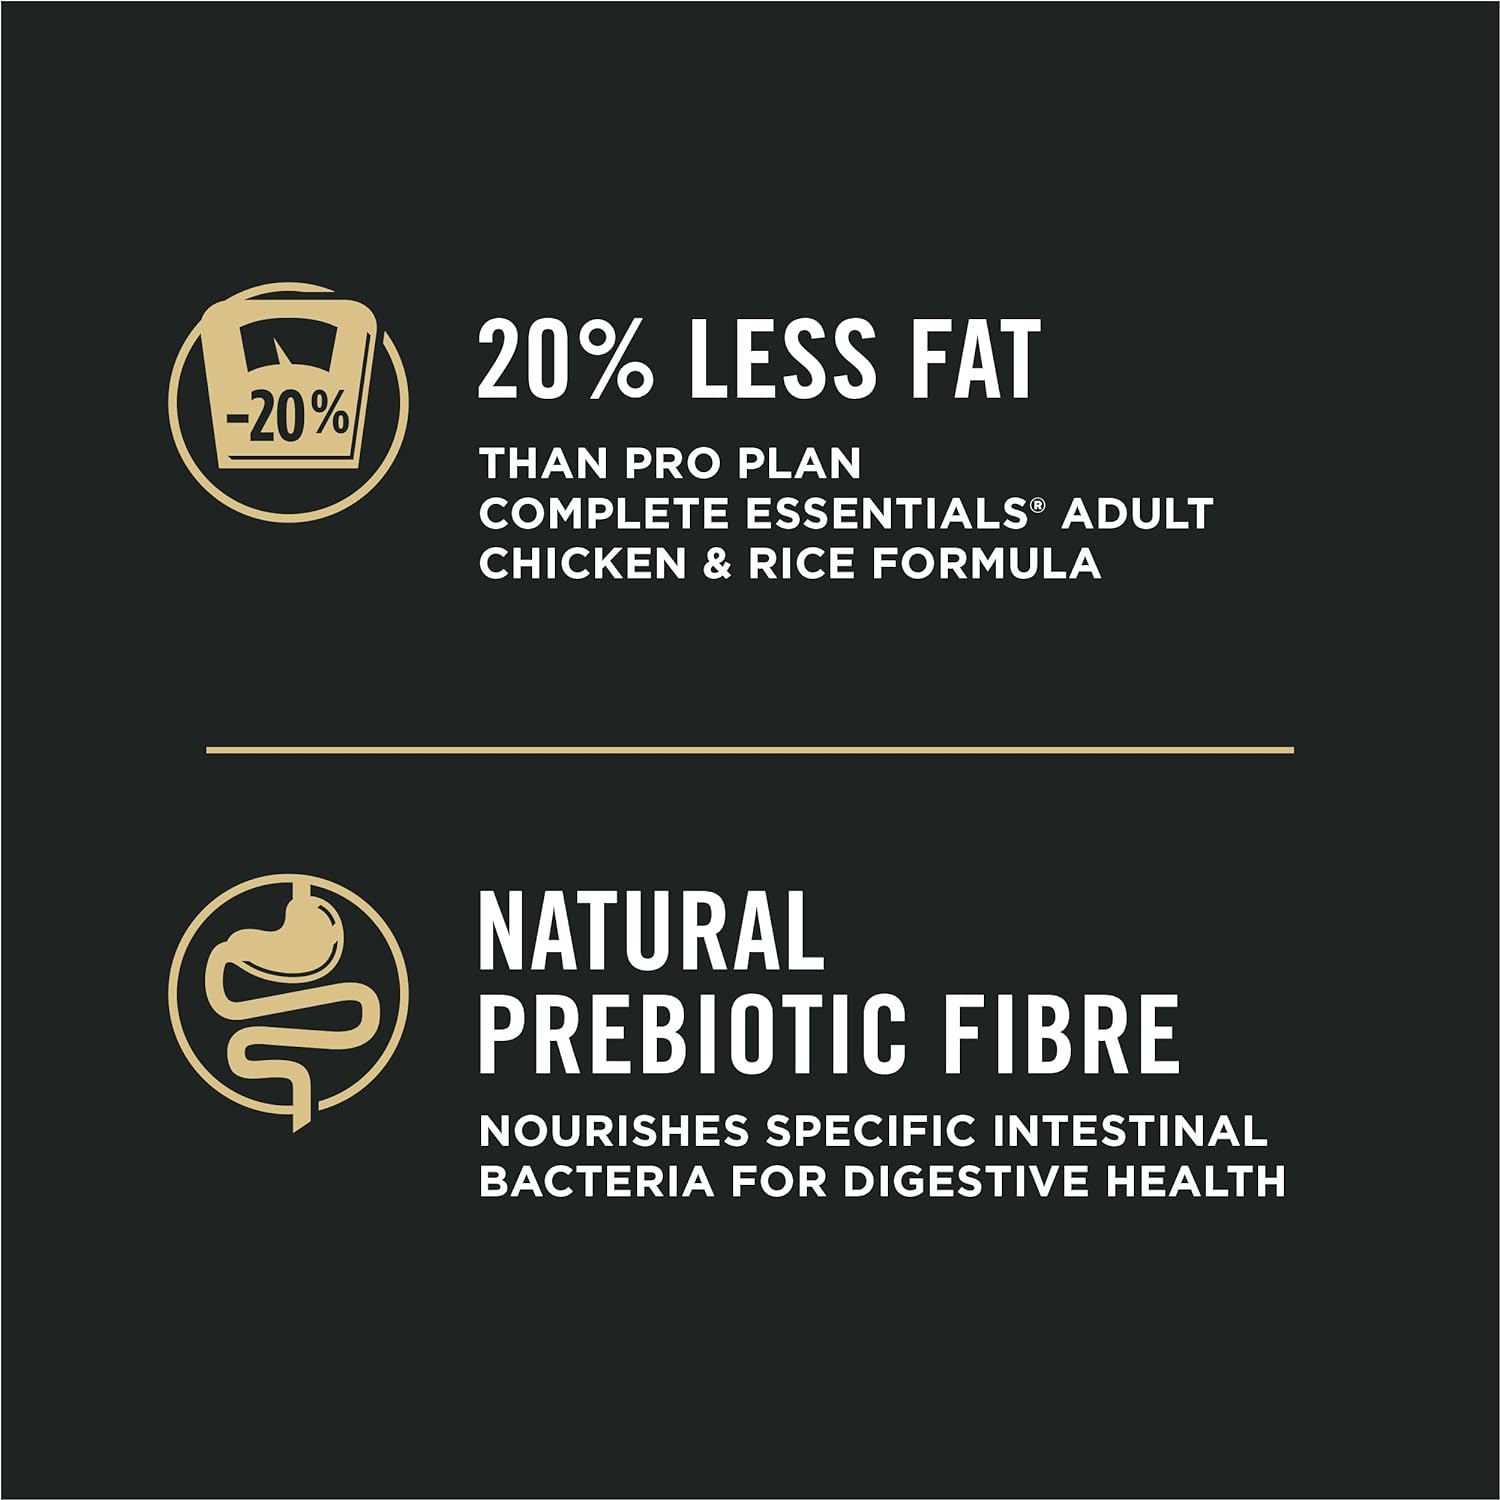 -20%
20% LESS FAT
THAN PRO PLAN
COMPLETE ESSENTIALS® ADULT
CHICKEN & RICE FORMULA
NATURAL
PREBIOTIC FIBRE
NOURISHES SPECIFIC INTESTINAL
BACTERIA FOR DIGESTIVE HEALTH